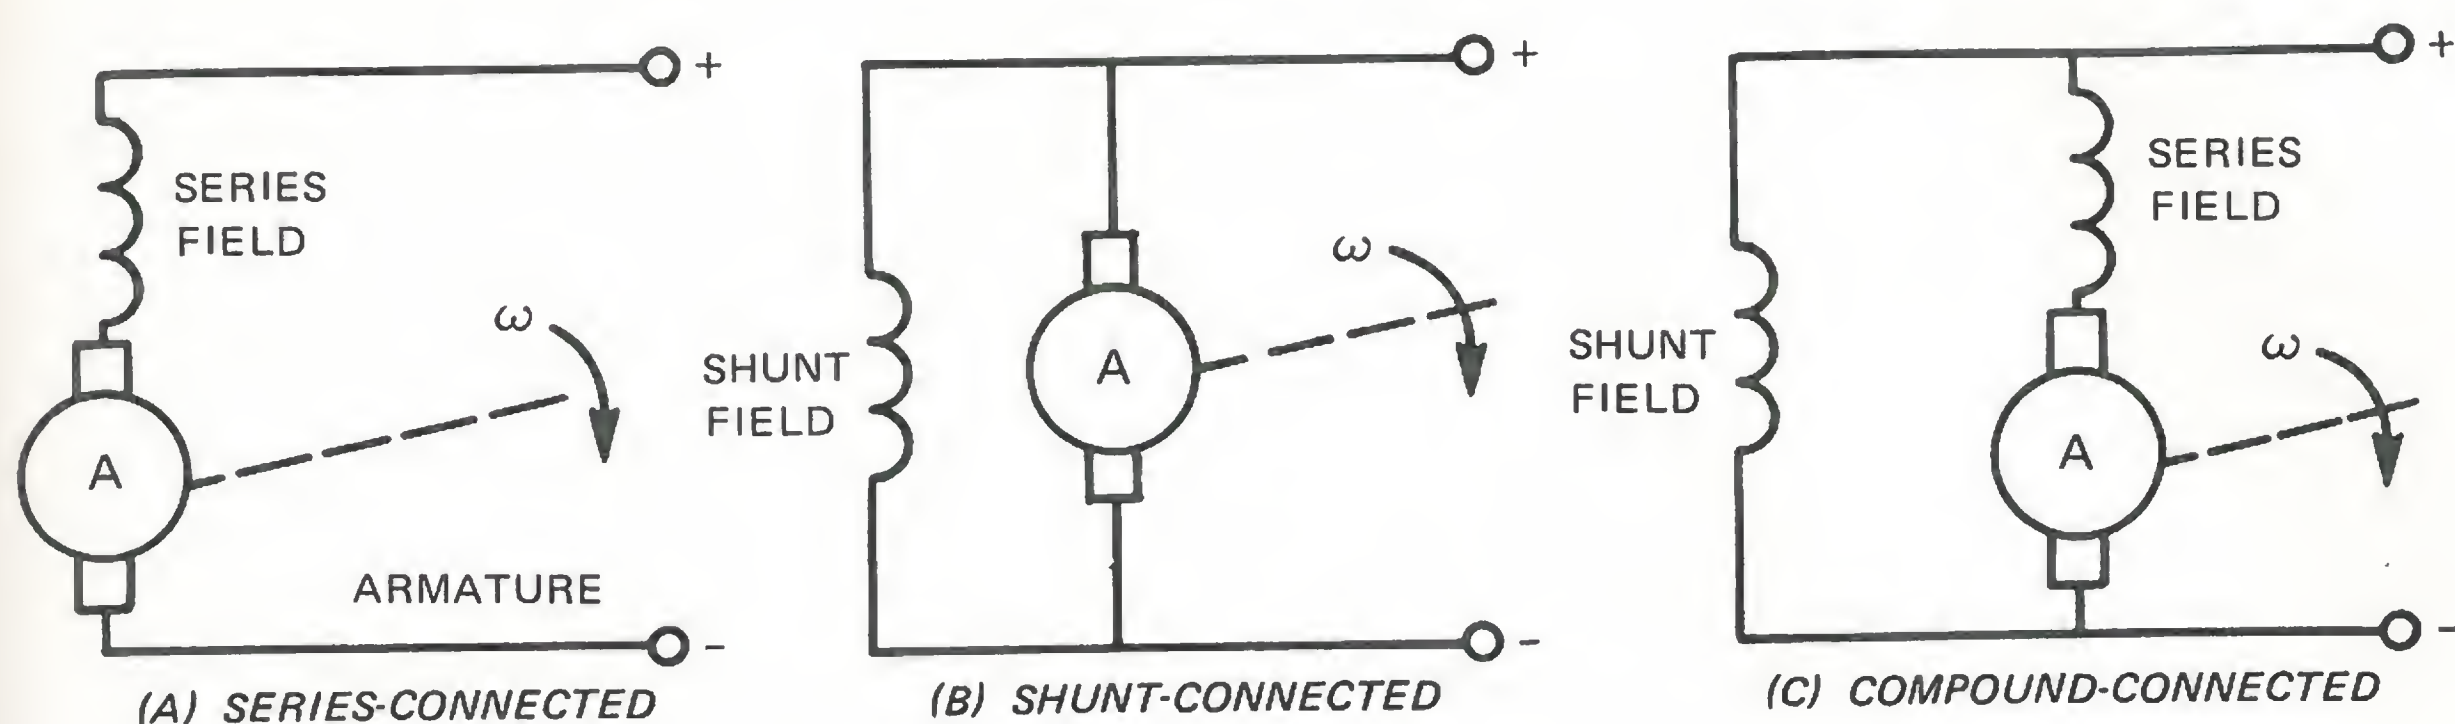 +
SERIES
FIELD
ω
A
ARMATURE
-
(A) SERIES-CONNECTED
+
ω
SHUNT
FIELD
A
-
(B) SHUNT-CONNECTED
+
SERIES
FIELD
SHUNT
FIELD
ω
A
-
(C) COMPOUND-CONNECTED